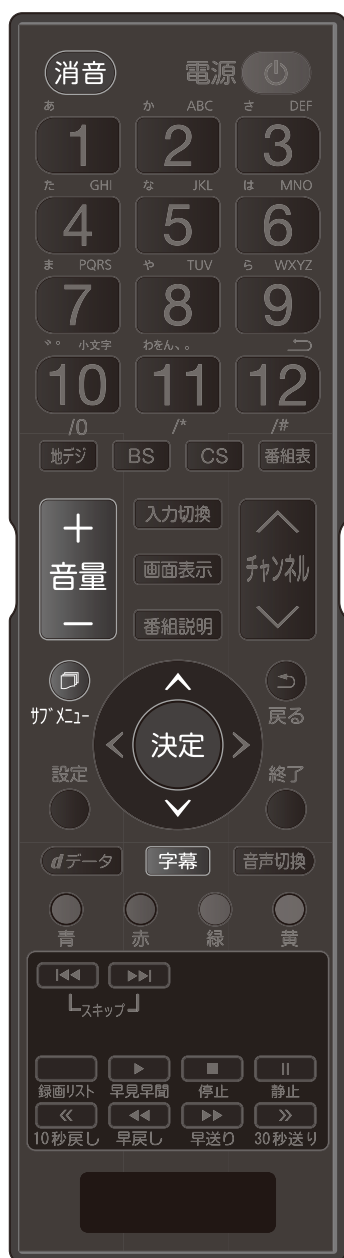 消音 電源
あ か ABC さ DEF
1 2 3
た GHI な JKL は MNO
4 5 6
ま PQRS や TUV ら WXYZ
7 8 9
゛゜ 小文字 わをん、。
10 11 12
/0 /* /#
地デジ BS CS 番組表
+ 音量 −
入力切換
画面表示
番組説明
チャンネル
サブメニュー
戻る
決定
設定 終了
dデータ 字幕 音声切換
青 赤 緑 黄
スキップ
録画リスト 早見早聞 停止 静止
10秒戻し 早戻し 早送り 30秒送り